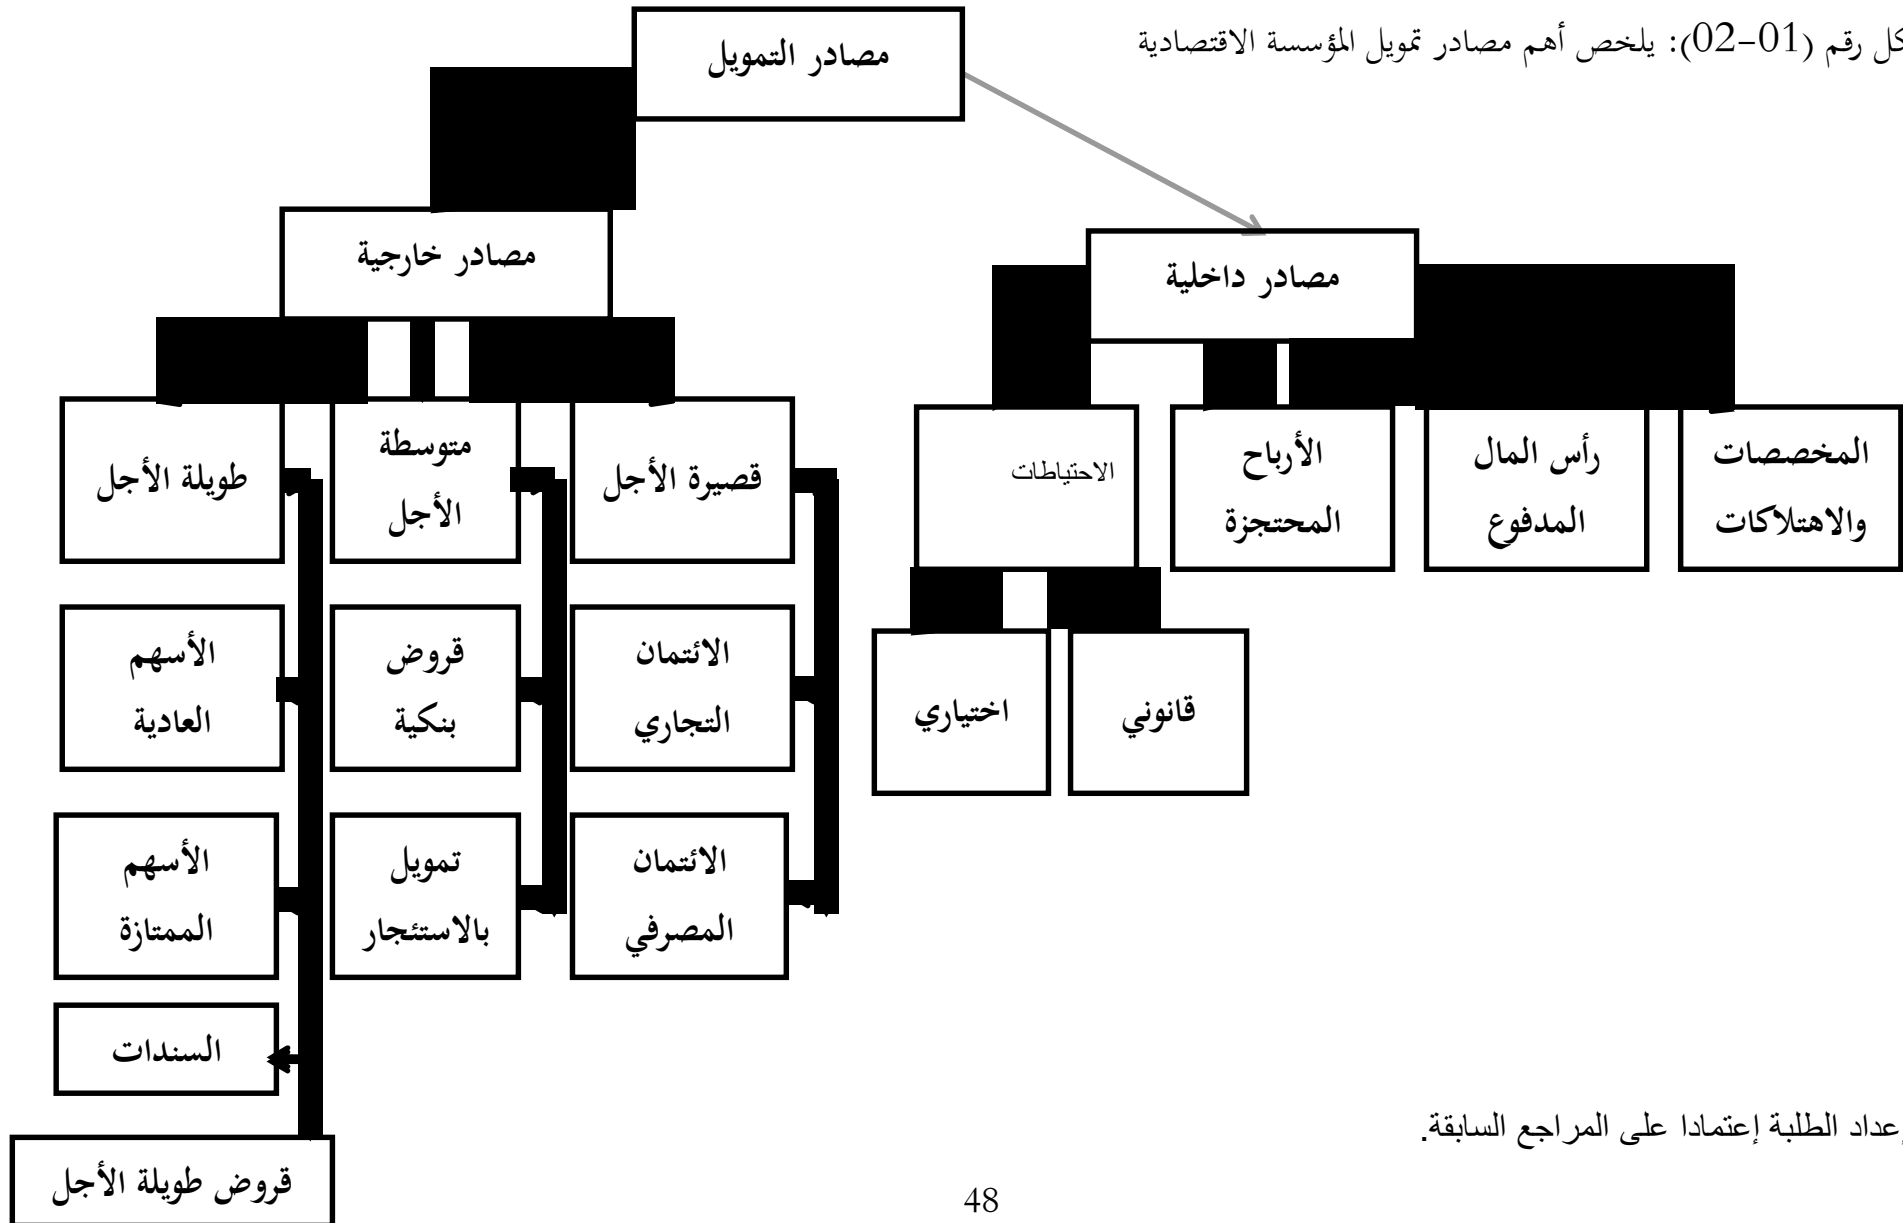 كل رقم (01-02): يلخص أهم مصادر تمويل المؤسسة الاقتصادية
مصادر التمويل
مصادر داخلية
مصادر خارجية
المخصصات
والاهتلاكات
رأس المال
المدفوع
الأرباح
المحتجزة
الاحتياطات
قانوني
اختياري
قصيرة الأجل
الائتمان
التجاري
الائتمان
المصرفي
متوسطة
الأجل
قروض
بنكية
تمويل
بالاستئجار
طويلة الأجل
الأسهم
العادية
الأسهم
الممتازة
السندات
قروض طويلة الأجل
إعداد الطلبة إعتمادا على المراجع السابقة.
48